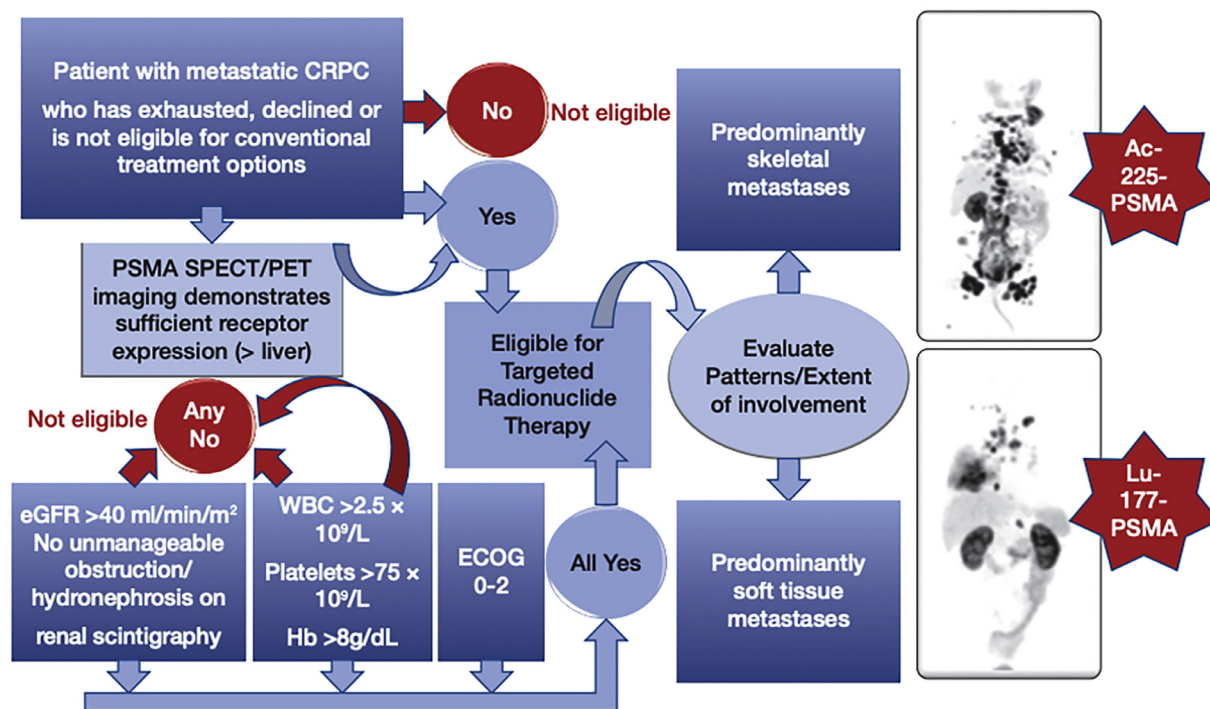 Patient with metastatic CRPC
who has exhausted, declined or
is not eligible for conventional
treatment options
No
Not eligible
Yes
PSMA SPECT/PET
imaging demonstrates
sufficient receptor
expression (> liver)
Not eligible
Any
No
eGFR >40 ml/min/m²
No unmanageable
obstruction/
hydronephrosis on
renal scintigraphy
WBC >2.5 ×
10⁹/L
Platelets >75 ×
10⁹/L
Hb >8g/dL
ECOG
0-2
All Yes
Eligible for
Targeted
Radionuclide
Therapy
Evaluate
Patterns/Extent
of involvement
Predominantly
skeletal
metastases
Predominantly
soft tissue
metastases
Ac-
225-
PSMA
Lu-
177-
PSMA